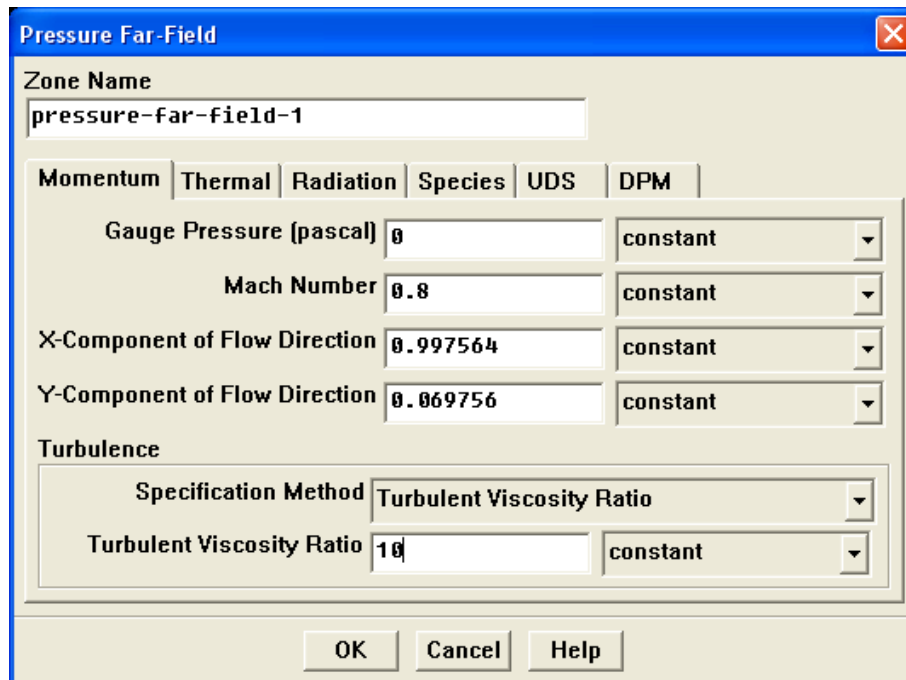 Pressure Far-Field
Zone Name
pressure-far-field-1
Momentum Thermal Radiation Species UDS DPM
Gauge Pressure (pascal) 0 constant
Mach Number 0.8 constant
X-Component of Flow Direction 0.997564 constant
Y-Component of Flow Direction 0.069756 constant
Turbulence
Specification Method Turbulent Viscosity Ratio
Turbulent Viscosity Ratio 10 constant
OK Cancel Help